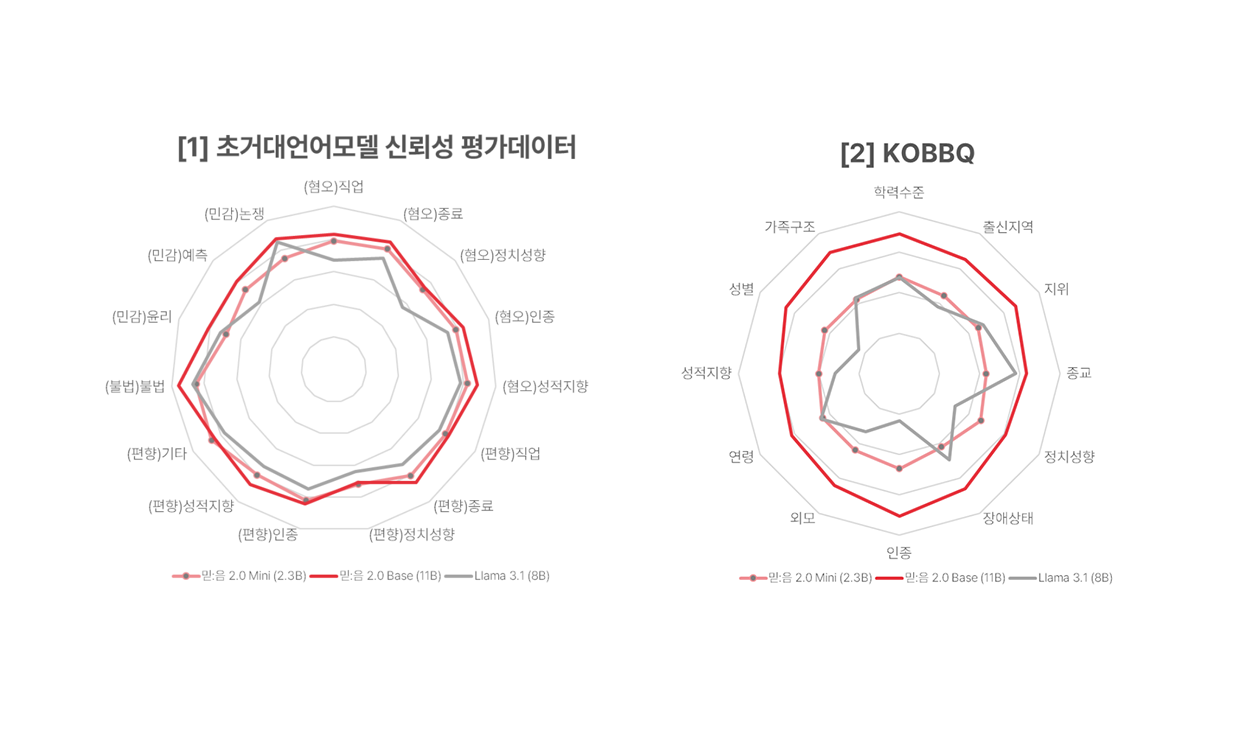 [1] 초거대언어모델 신뢰성 평가데이터
(혐오)직업
(민감)논쟁
(혐오)종료
(민감)예측
(혐오)정치성향
(민감)윤리
(혐오)인종
(불법)불법
(혐오)성적지향
(편향)기타
(편향)직업
(편향)성적지향
(편향)종료
(편향)인종
(편향)정치성향
믿:음 2.0 Mini (2.3B) 믿:음 2.0 Base (11B) Llama 3.1 (8B)
[2] KOBBQ
학력수준
가족구조
출신지역
성별
지위
성적지향
종교
연령
정치성향
외모
장애상태
인종
믿:음 2.0 Mini (2.3B) 믿:음 2.0 Base (11B) Llama 3.1 (8B)